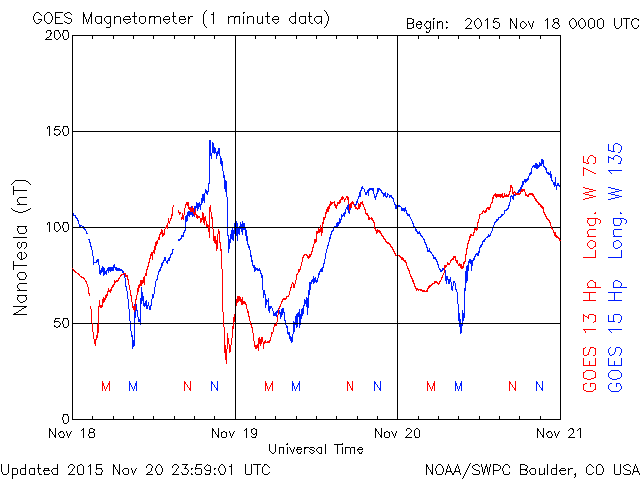 GOES Magnetometer (1 minute data)
Begin: 2015 Nov 18 0000 UTC
200
150
100
50
0
NanoTesla (nT)
M M N N M M N N M M N N
Nov 18 Nov 19 Nov 20 Nov 21
Universal Time
GOES 13 Hp Long. W 75
GOES 15 Hp Long. W 135
Updated 2015 Nov 20 23:59:01 UTC
NOAA/SWPC Boulder, CO USA